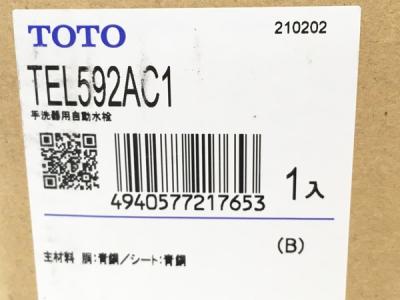 TOTO 210202
TEL592AC1
手洗器用自動水栓
4940577217653 1入
(B)
主材料 胴:青銅/シート:青銅